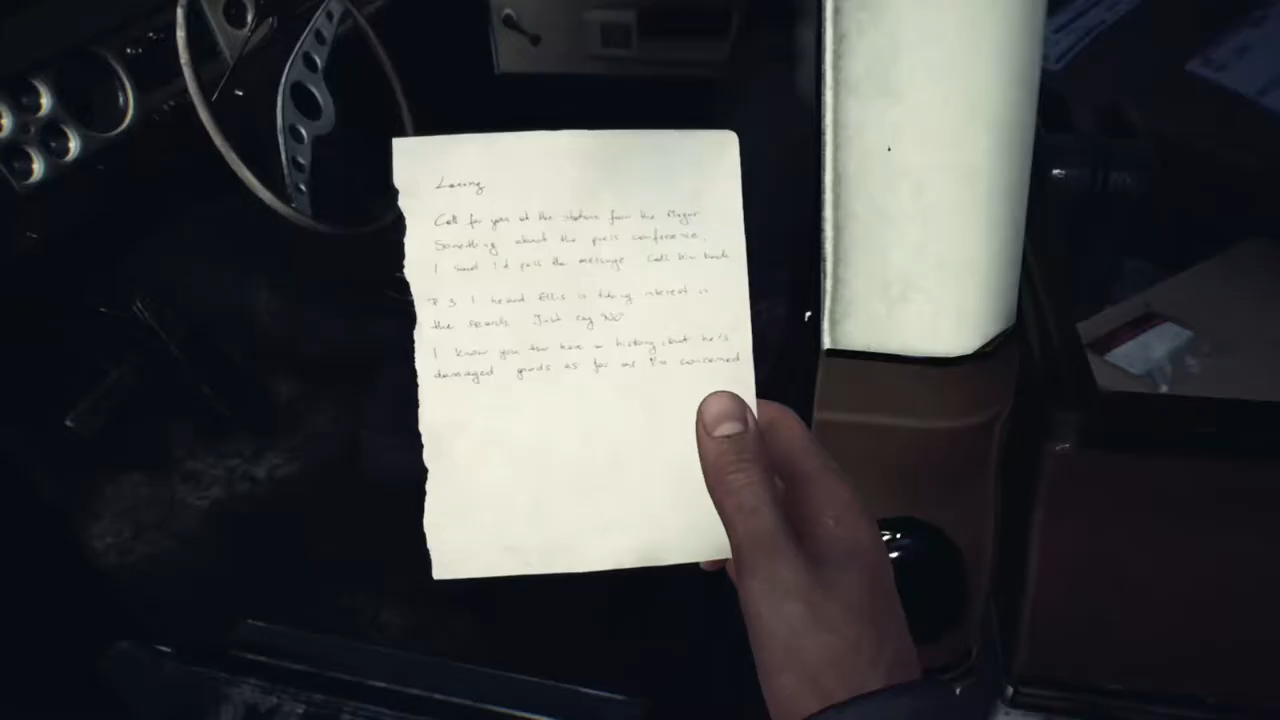 Lanning
Call for you at the station from the Mayor
Something about the press conference.
I said I'd pass the message Call him back
P S I heard Ellis is taking interest in
the search Just say NO
I know you two have a history, but he's
damaged goods as far as I'm concerned